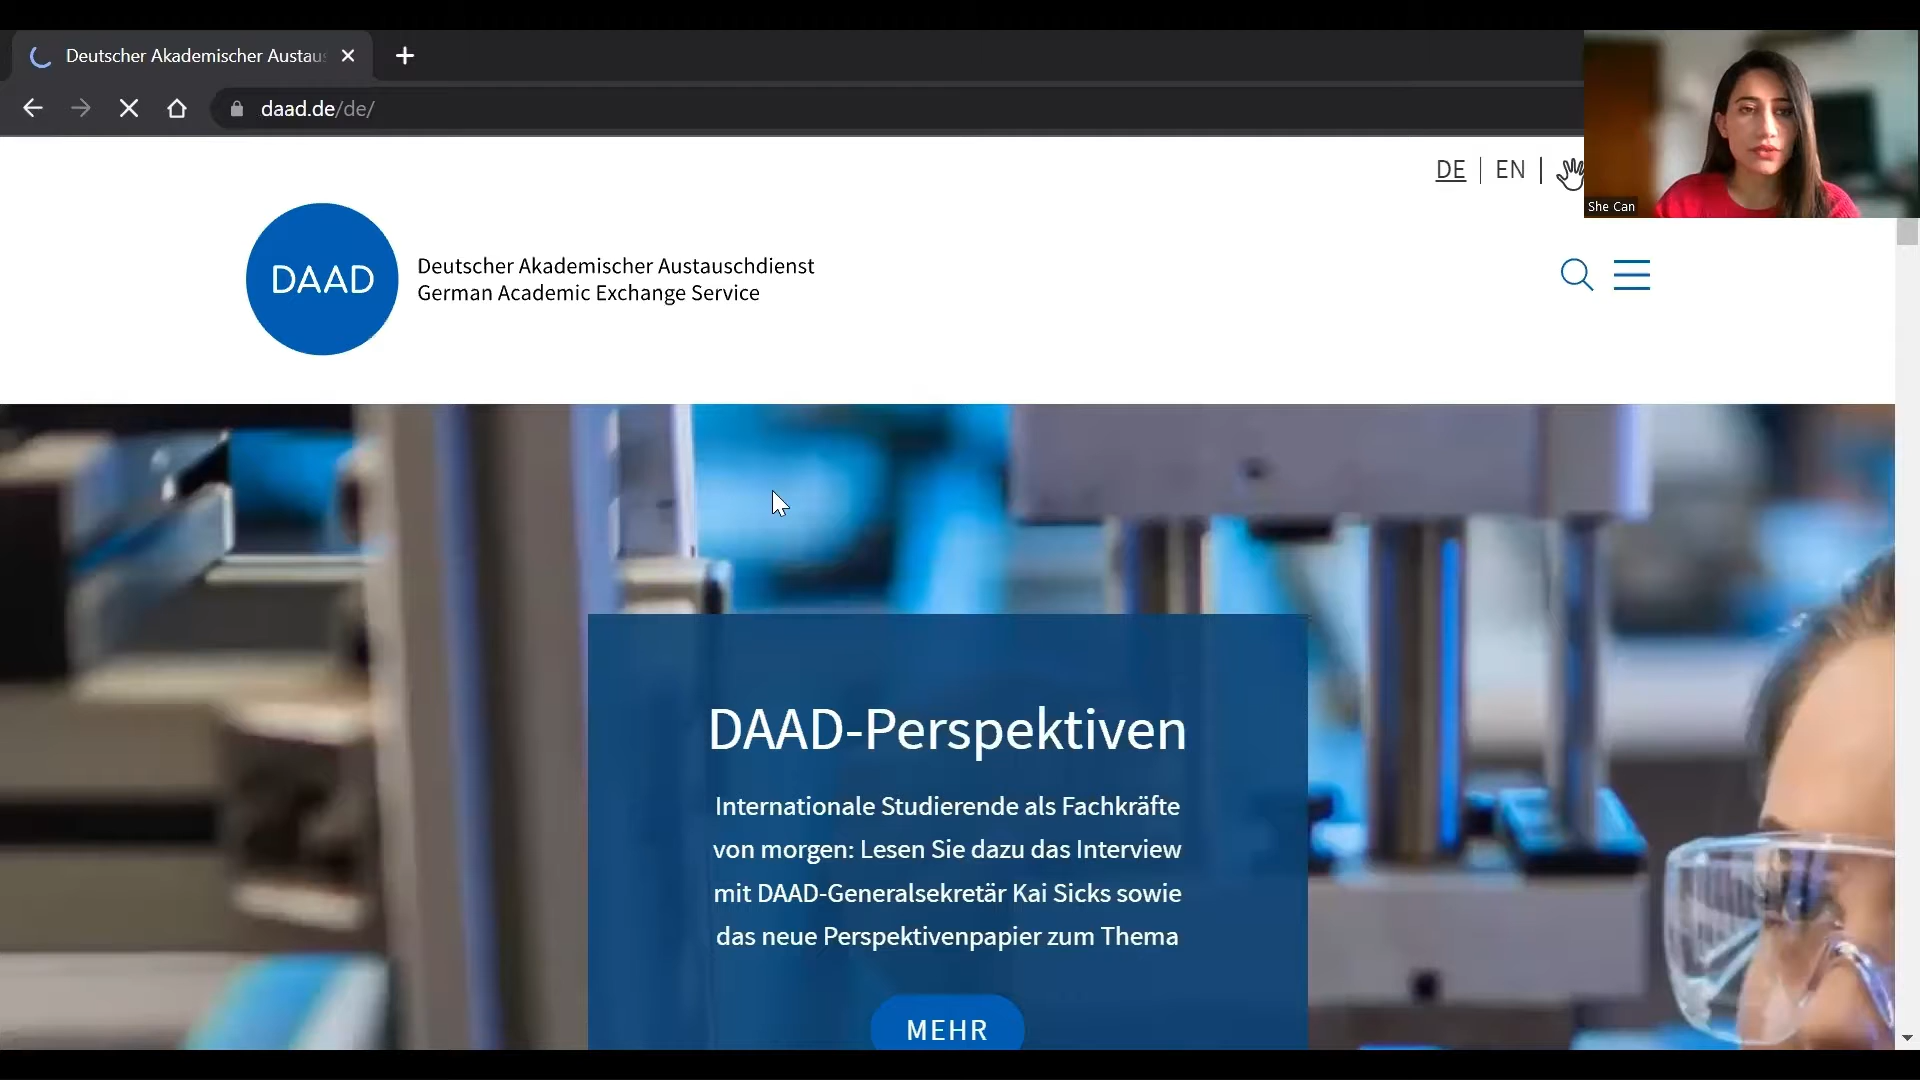 Deutscher Akademischer Austaus
daad.de/de/
DE | EN |
She Can
DAAD
Deutscher Akademischer Austauschdienst
German Academic Exchange Service
DAAD-Perspektiven
Internationale Studierende als Fachkräfte
von morgen: Lesen Sie dazu das Interview
mit DAAD-Generalsekretär Kai Sicks sowie
das neue Perspektivenpapier zum Thema
MEHR